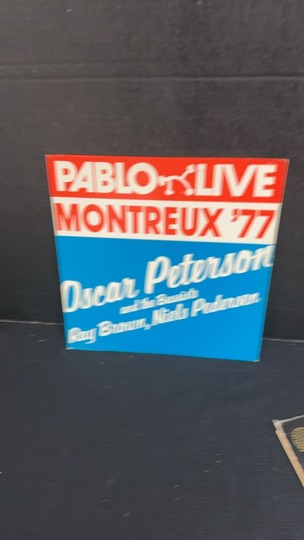 PABLO LIVE
MONTREUX '77
Oscar Peterson
and the Bassists
Ray Brown, Niels Pedersen